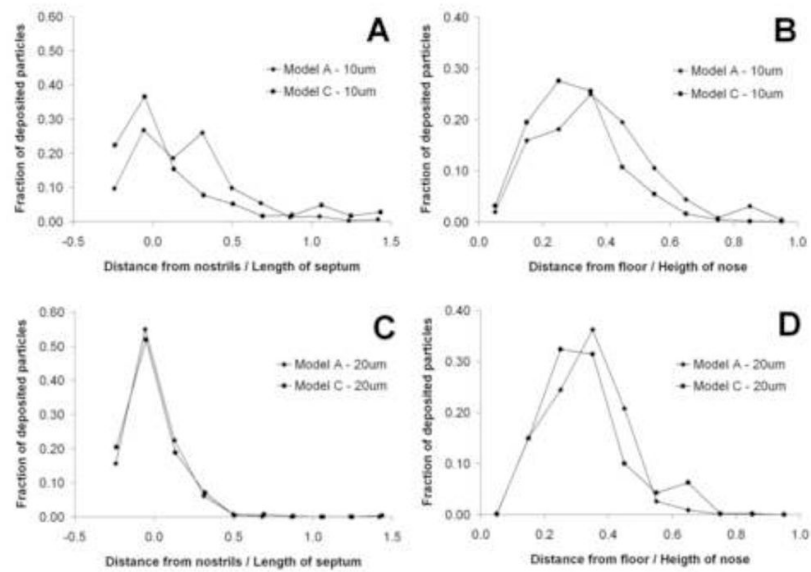 A
Fraction of deposited particles
0.60
0.50
0.40
0.30
0.20
0.10
0.00
Model A - 10um
Model C - 10um
-0.5
0.0
0.5
1.0
1.5
Distance from nostrils / Length of septum
B
Fraction of deposited particles
0.40
0.30
0.20
0.10
0.00
Model A - 10um
Model C - 10um
0.0
0.2
0.4
0.6
0.8
1.0
Distance from floor / Heigth of nose
C
Fraction of deposited particles
0.60
0.50
0.40
0.30
0.20
0.10
0.00
Model A - 20um
Model C - 20um
-0.5
0.0
0.5
1.0
1.5
Distance from nostrils / Length of septum
D
Fraction of deposited particles
0.40
0.30
0.20
0.10
0.00
Model A - 20um
Model C - 20um
0.0
0.2
0.4
0.6
0.8
1.0
Distance from floor / Heigth of nose